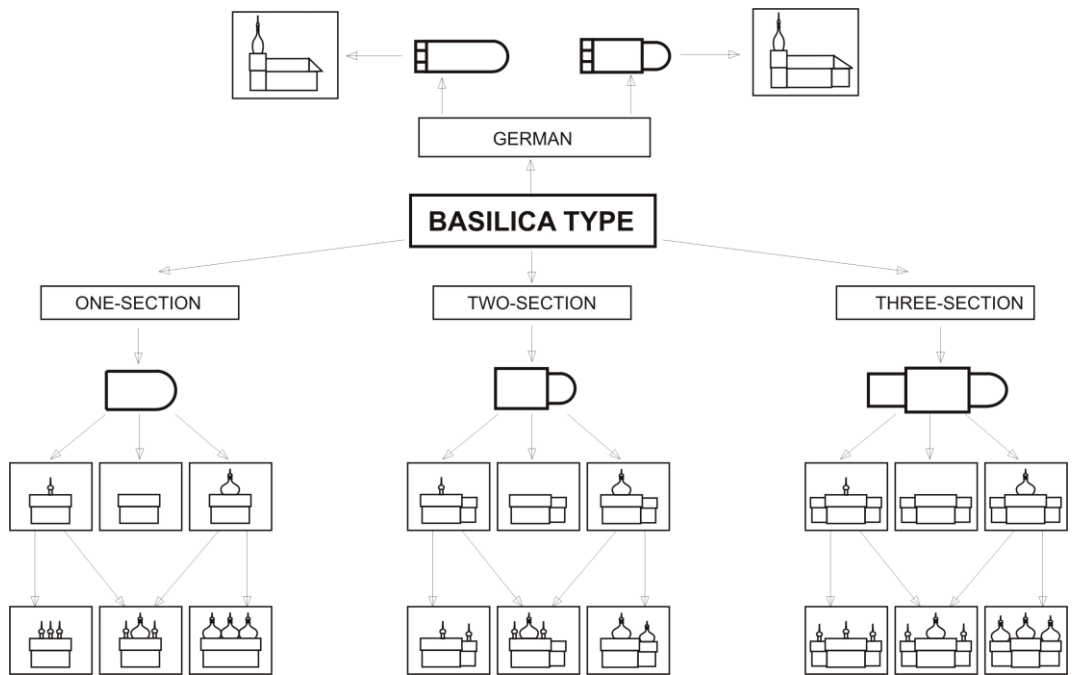 GERMAN
BASILICA TYPE
ONE-SECTION
TWO-SECTION
THREE-SECTION